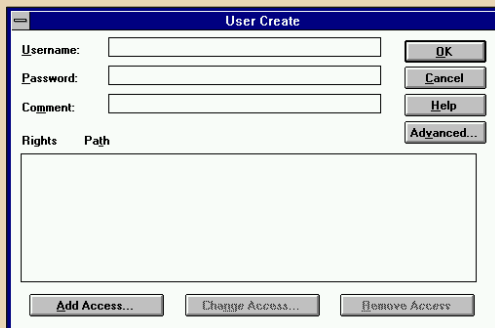 User Create
Username:
OK
Password:
Cancel
Comment:
Help
Advanced...
Rights Path
Add Access... Change Access... Remove Access